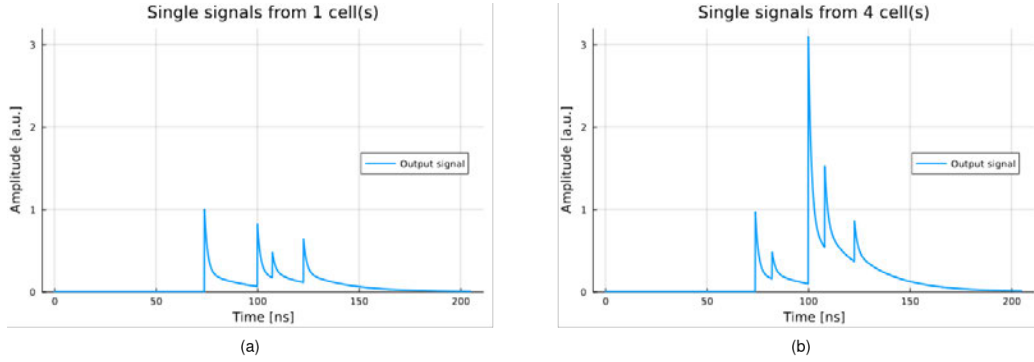 Single signals from 1 cell(s)
3
2
1
0
Amplitude [a.u.]
Output signal
0 50 100 150 200
Time [ns]
(a)
Single signals from 4 cell(s)
3
2
1
0
Amplitude [a.u.]
Output signal
0 50 100 150 200
Time [ns]
(b)